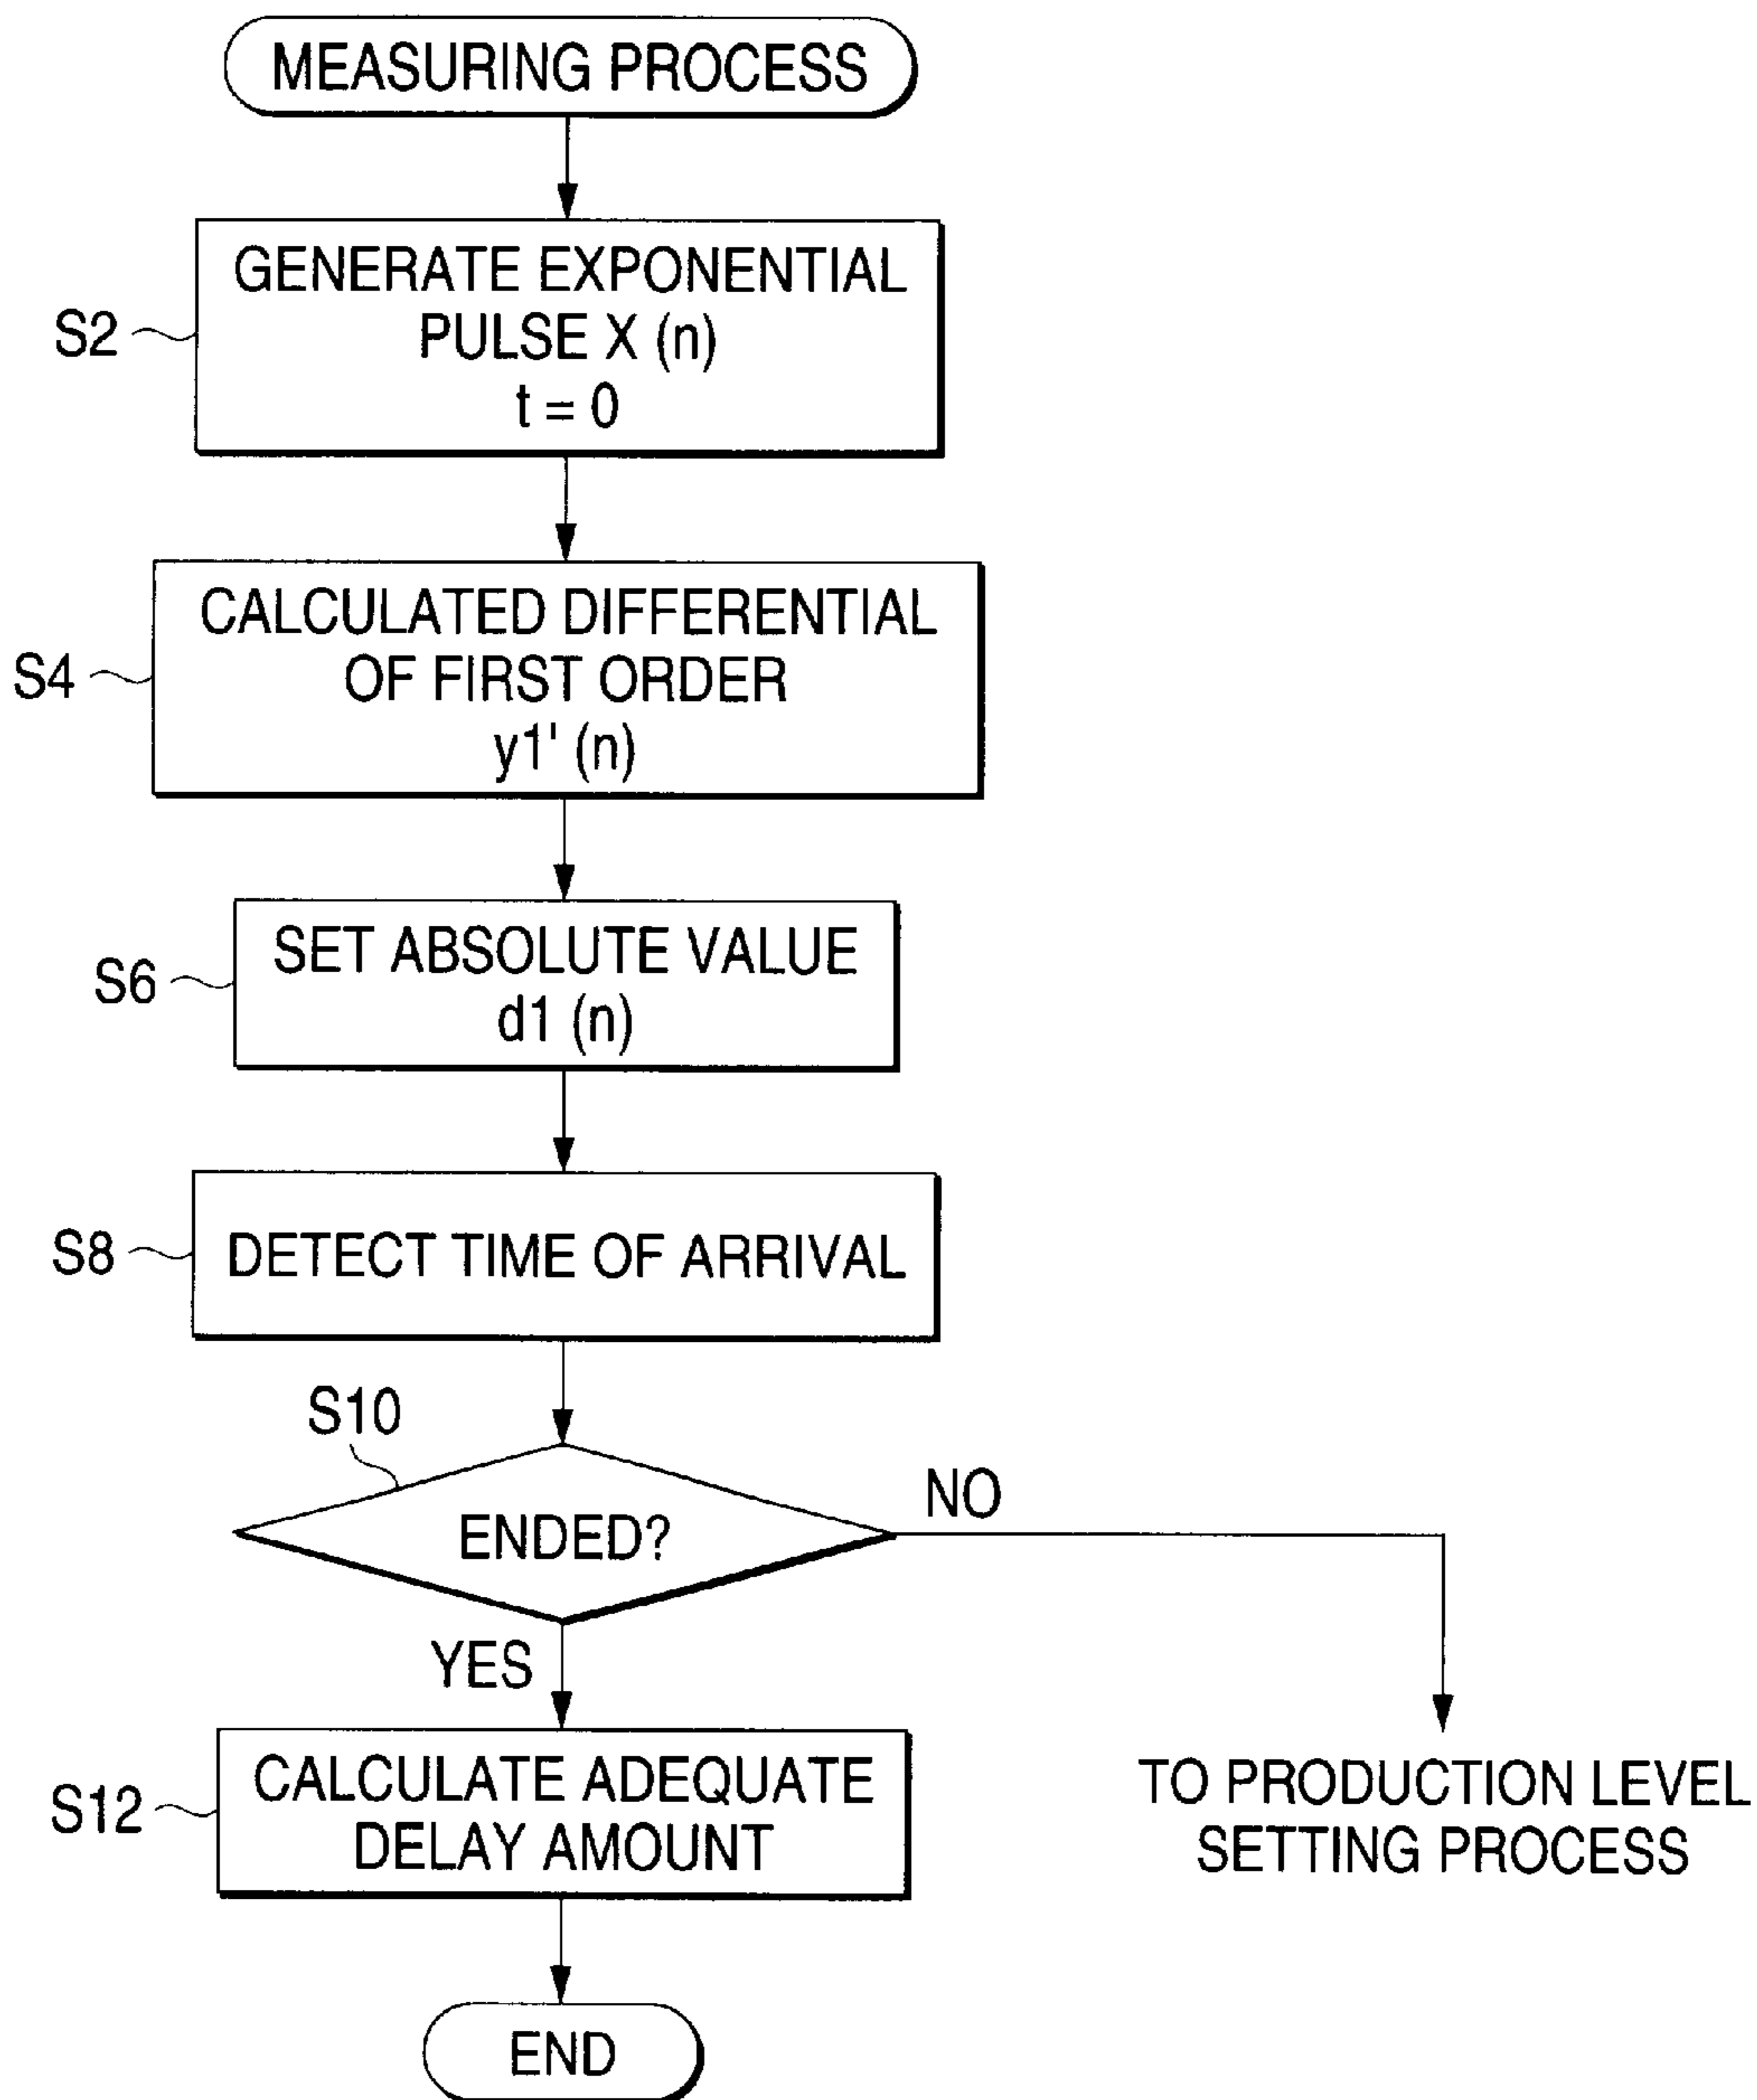 MEASURING PROCESS
GENERATE EXPONENTIAL
PULSE X (n)
t = 0
S2
CALCULATED DIFFERENTIAL
OF FIRST ORDER
y1' (n)
S4
SET ABSOLUTE VALUE
d1 (n)
S6
DETECT TIME OF ARRIVAL
S8
S10
ENDED?
NO
YES
CALCULATE ADEQUATE
DELAY AMOUNT
S12
TO PRODUCTION LEVEL
SETTING PROCESS
END